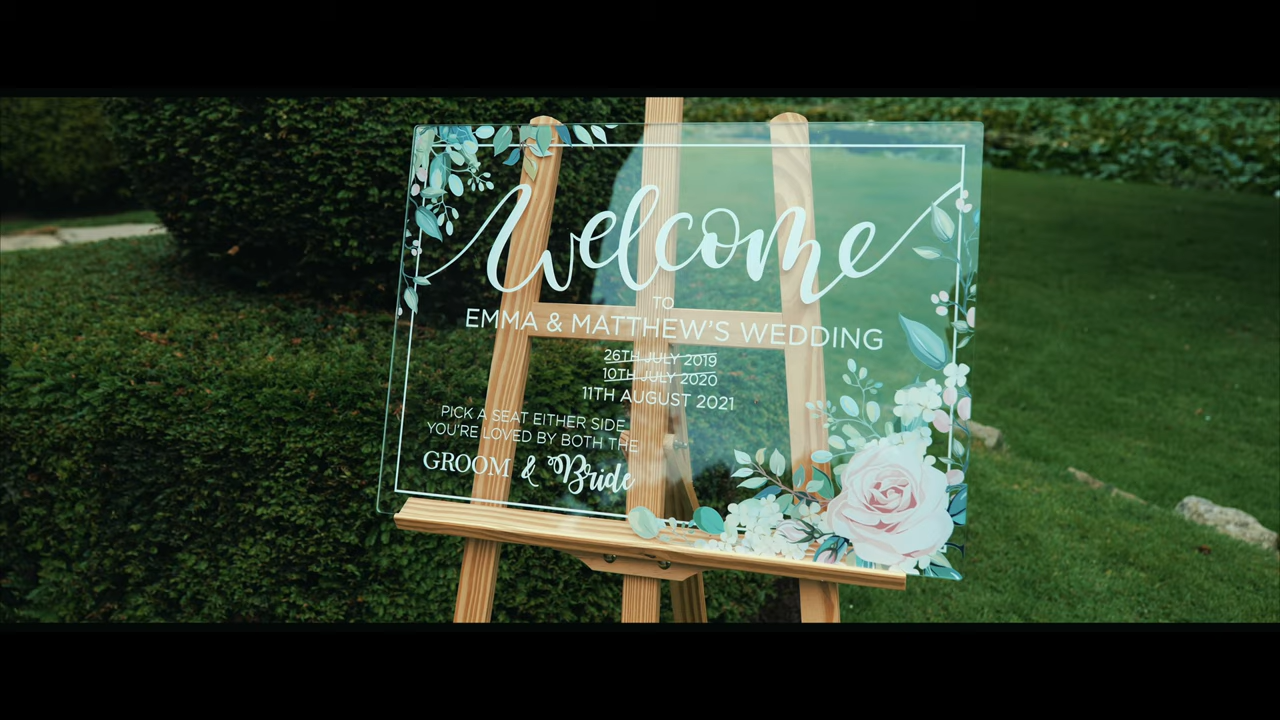 welcome
TO
EMMA & MATTHEW'S WEDDING
26TH JULY 2019
10TH JULY 2020
11TH AUGUST 2021
PICK A SEAT EITHER SIDE
YOU'RE LOVED BY BOTH THE
GROOM & Bride